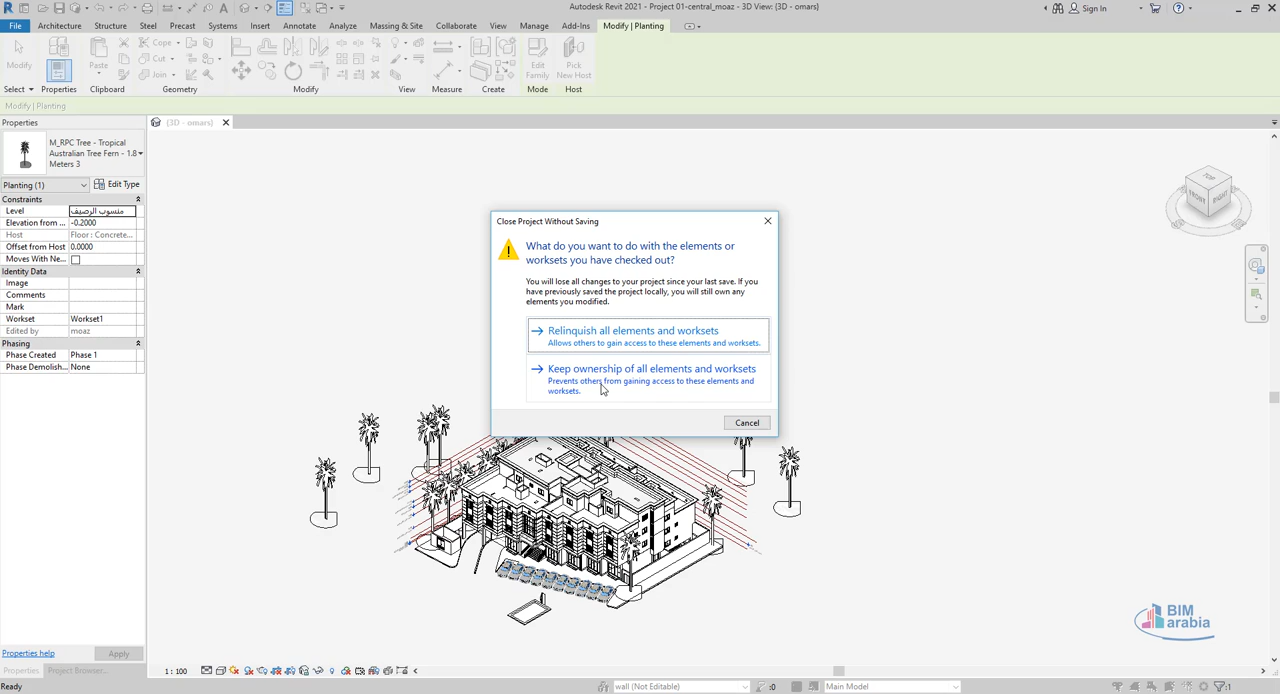 Autodesk Revit 2021 - Project 01-central_moaz - 3D View: {3D - omars}
Sign In
File Architecture Structure Steel Precast Systems Insert Annotate Analyze Massing & Site Collaborate View Manage Add-Ins Modify | Planting
Cope
Cut
Join
Modify
Paste
Edit
Family
Pick
New Host
Select Properties Clipboard Geometry Modify View Measure Create Mode Host
Modify | Planting
Properties
{3D - omars}
M_RPC Tree - Tropical
Australian Tree Fern - 1.8
Meters 3
Planting (1)
Edit Type
Constraints
Level منسوب الرصيف
Elevation from ... -0.2000
Host Floor : Concrete...
Offset from Host 0.0000
Moves With Ne...
Identity Data
Image
Comments
Mark
Workset Workset1
Edited by moaz
Phasing
Phase Created Phase 1
Phase Demolish... None
Close Project Without Saving
What do you want to do with the elements or
worksets you have checked out?
You will lose all changes to your project since your last save. If you
have previously saved the project locally, you will still own any
elements you modified.
Relinquish all elements and worksets
Allows others to gain access to these elements and worksets.
Keep ownership of all elements and worksets
Prevents others from gaining access to these elements and
worksets.
Cancel
TOP
FRONT
RIGHT
BIM
arabia
Properties help
Apply
Properties
Project Browser...
1 : 100
Ready
wall (Not Editable)
:0
Main Model
:1